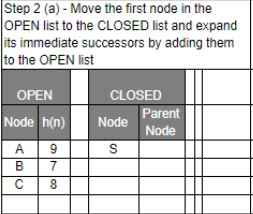 Step 2 (a) - Move the first node in the
OPEN list to the CLOSED list and expand
its immediate successors by adding them
to the OPEN list
OPEN CLOSED
Node h(n) Node Parent
Node
A 9 S
B 7
C 8